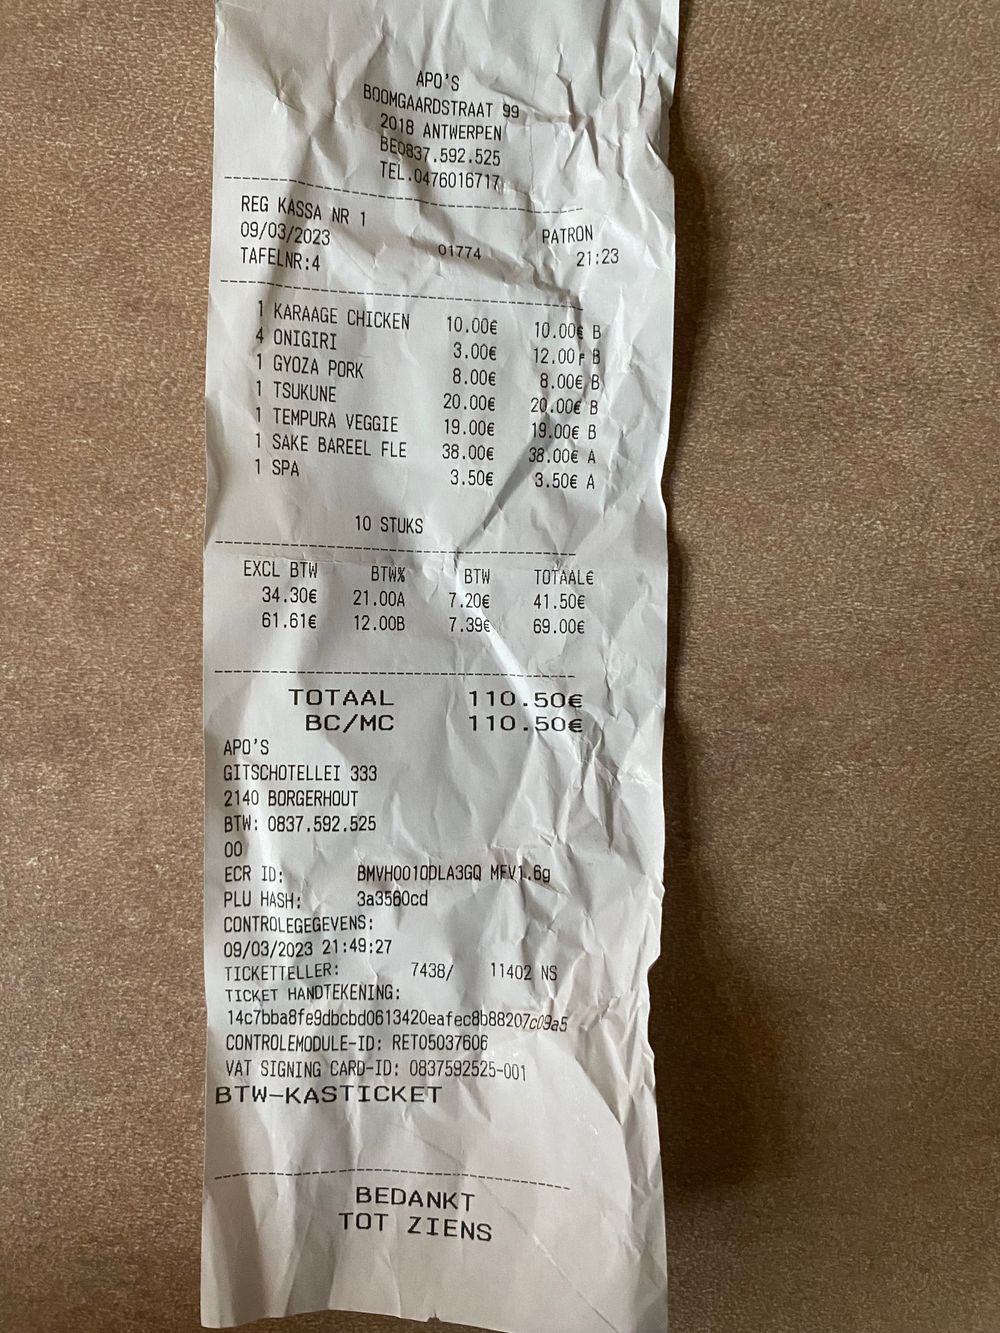 APO'S
BOOMGAARDSTRAAT 99
2018 ANTWERPEN
BE0837.592.525
TEL.0476016717
REG KASSA NR 1 PATRON
09/03/2023 01774 21:23
TAFELNR:4
1 KARAAGE CHICKEN 10.00€ 10.00€ B
4 ONIGIRI 3.00€ 12.00€ B
1 GYOZA PORK 8.00€ 8.00€ B
1 TSUKUNE 20.00€ 20.00€ B
1 TEMPURA VEGGIE 19.00€ 19.00€ B
1 SAKE BAREEL FLE 38.00€ 38.00€ A
1 SPA 3.50€ 3.50€ A
10 STUKS
EXCL BTW BTW% BTW TOTAAL€
34.30€ 21.00A 7.20€ 41.50€
61.61€ 12.00B 7.39€ 69.00€
TOTAAL 110.50€
BC/MC 110.50€
APO'S
GITSCHOTELLEI 333
2140 BORGERHOUT
BTW: 0837.592.525
00
ECR ID: BMVH0010DLA3GQ MFV1.6g
PLU HASH: 3a3560cd
CONTROLEGEGEVENS:
09/03/2023 21:49:27
TICKETTELLER: 7438/ 11402 NS
TICKET HANDTEKENING:
14c7bba8fe9dbcbd0613420eafec8b88207c09a5
CONTROLEMODULE-ID: RET05037606
VAT SIGNING CARD-ID: 0837592525-001
BTW-KASTICKET
BEDANKT
TOT ZIENS